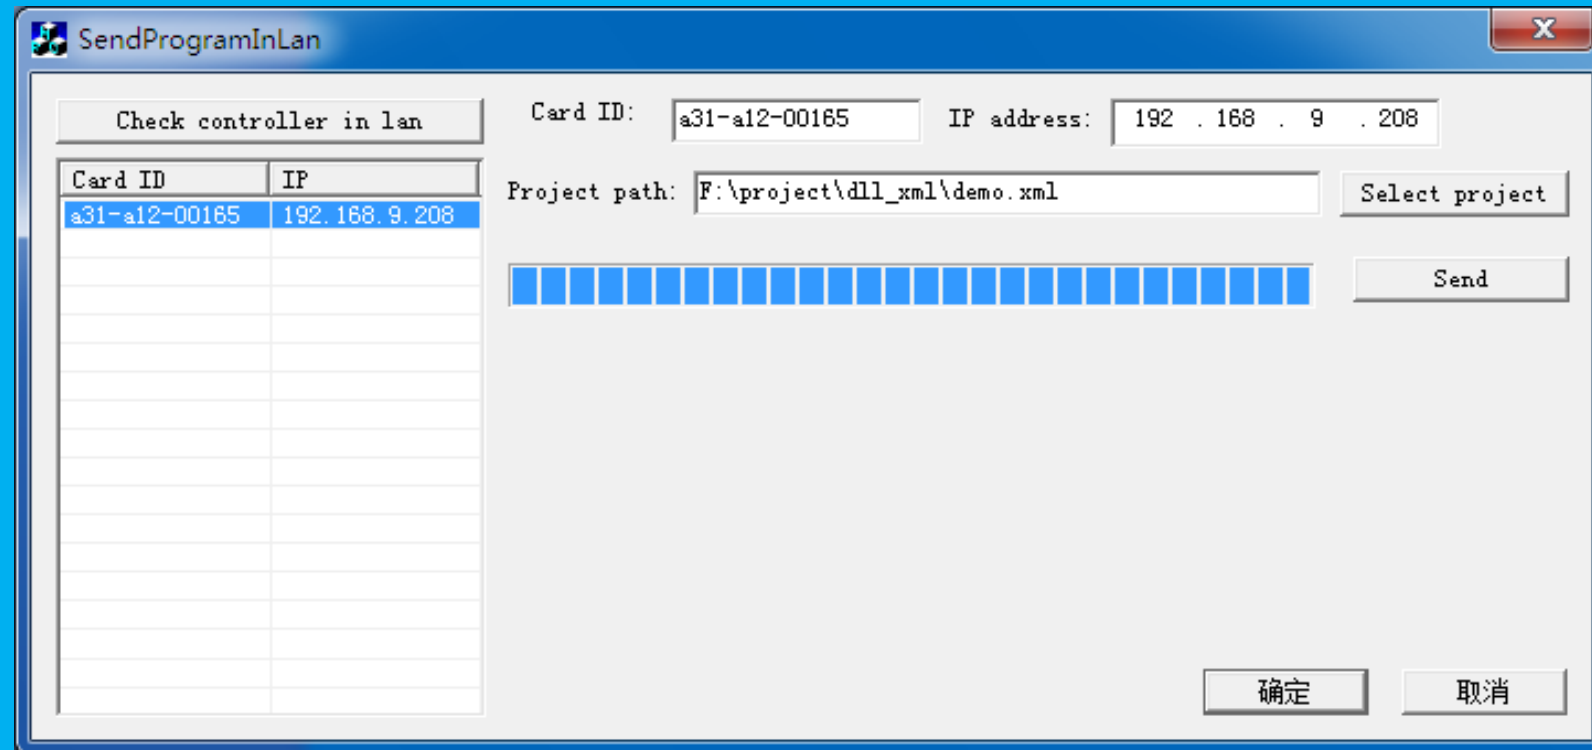 SendProgramInLan
Check controller in lan
Card ID: a31-a12-00165 IP address: 192 . 168 . 9 . 208
Card ID IP
a31-a12-00165 192.168.9.208
Project path: F:\project\dll_xml\demo.xml Select project
Send
确定 取消